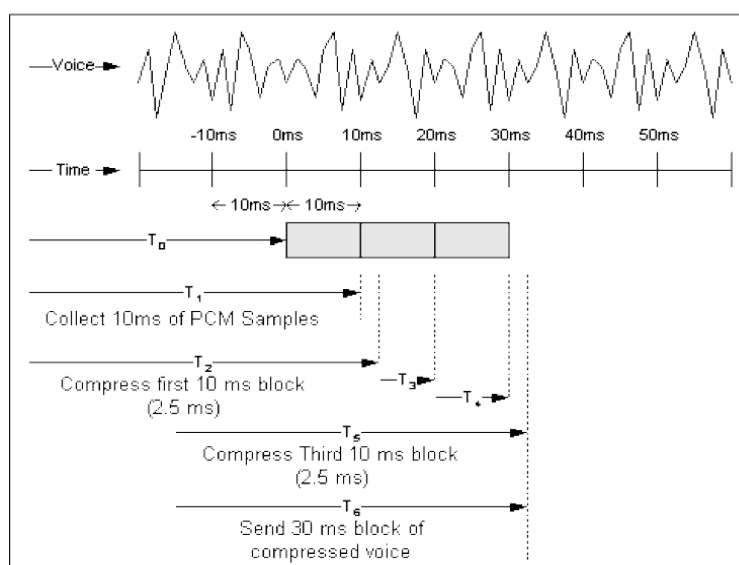 Voice
-10ms 0ms 10ms 20ms 30ms 40ms 50ms
Time
10ms 10ms
T0
T1
Collect 10ms of PCM Samples
T2
Compress first 10 ms block
(2.5 ms)
T3
T4
T5
Compress Third 10 ms block
(2.5 ms)
T6
Send 30 ms block of
compressed voice